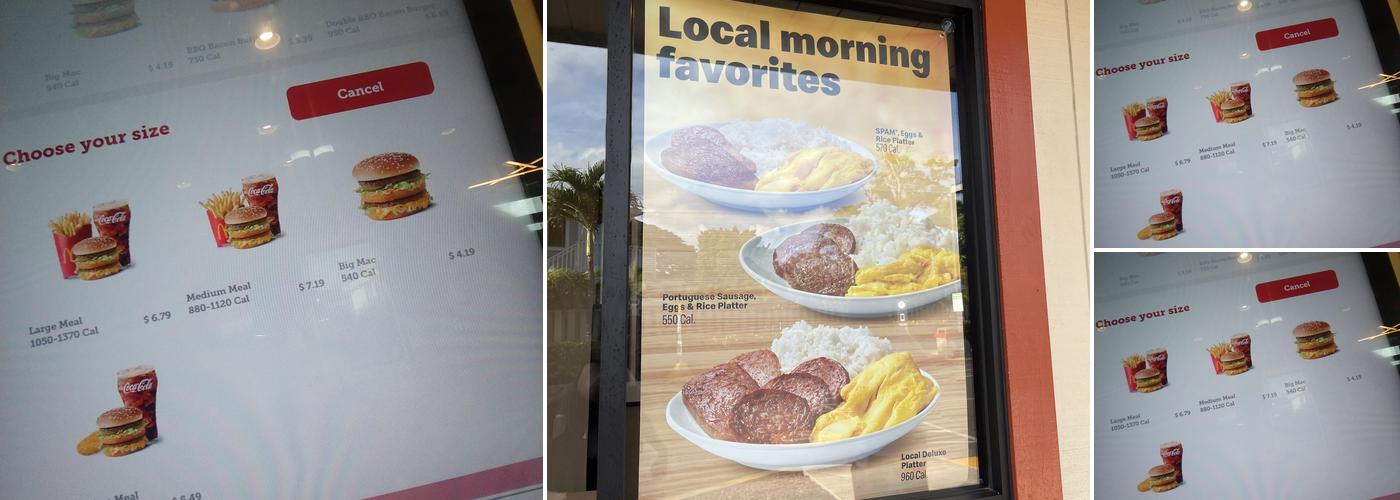 Big Mac
940 Cal
$ 4.19
BBQ Bacon Burger
750 Cal
$ 5.39
Double BBQ Bacon Burger
950 Cal
Cancel
Choose your size
Large Meal
1050-1370 Cal
$ 6.79
Medium Meal
880-1120 Cal
$ 7.19
Big Mac
540 Cal
$ 4.19
Meal
$ 5.49
Local morning
favorites
SPAM®, Eggs &
Rice Platter
570 Cal.
Portuguese Sausage,
Eggs & Rice Platter
550 Cal.
Local Deluxe
Platter
960 Cal.
Cancel
Choose your size
Large Meal
1050-1370 Cal
$ 6.79
Medium Meal
880-1120 Cal
$ 7.19
Big Mac
540 Cal
$ 4.19
Cancel
Choose your size
Large Meal
1050-1370 Cal
$ 6.79
Medium Meal
880-1120 Cal
$ 7.19
Big Mac
540 Cal
$ 4.19